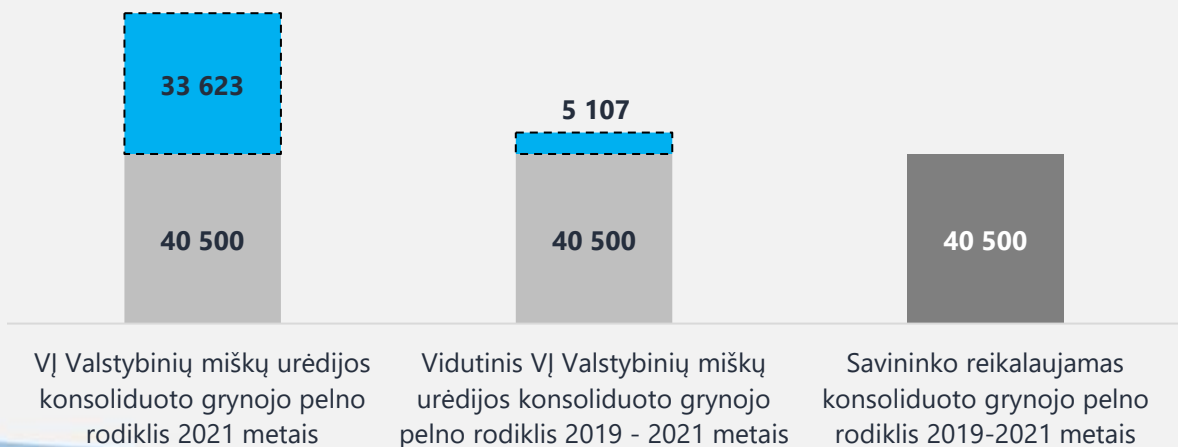 33 623
5 107
40 500
40 500
40 500
VĮ Valstybinių miškų urėdijos
konsoliduoto grynojo pelno
rodiklis 2021 metais
Vidutinis VĮ Valstybinių miškų
urėdijos konsoliduoto grynojo
pelno rodiklis 2019 - 2021 metais
Savininko reikalaujamas
konsoliduoto grynojo pelno
rodiklis 2019-2021 metais